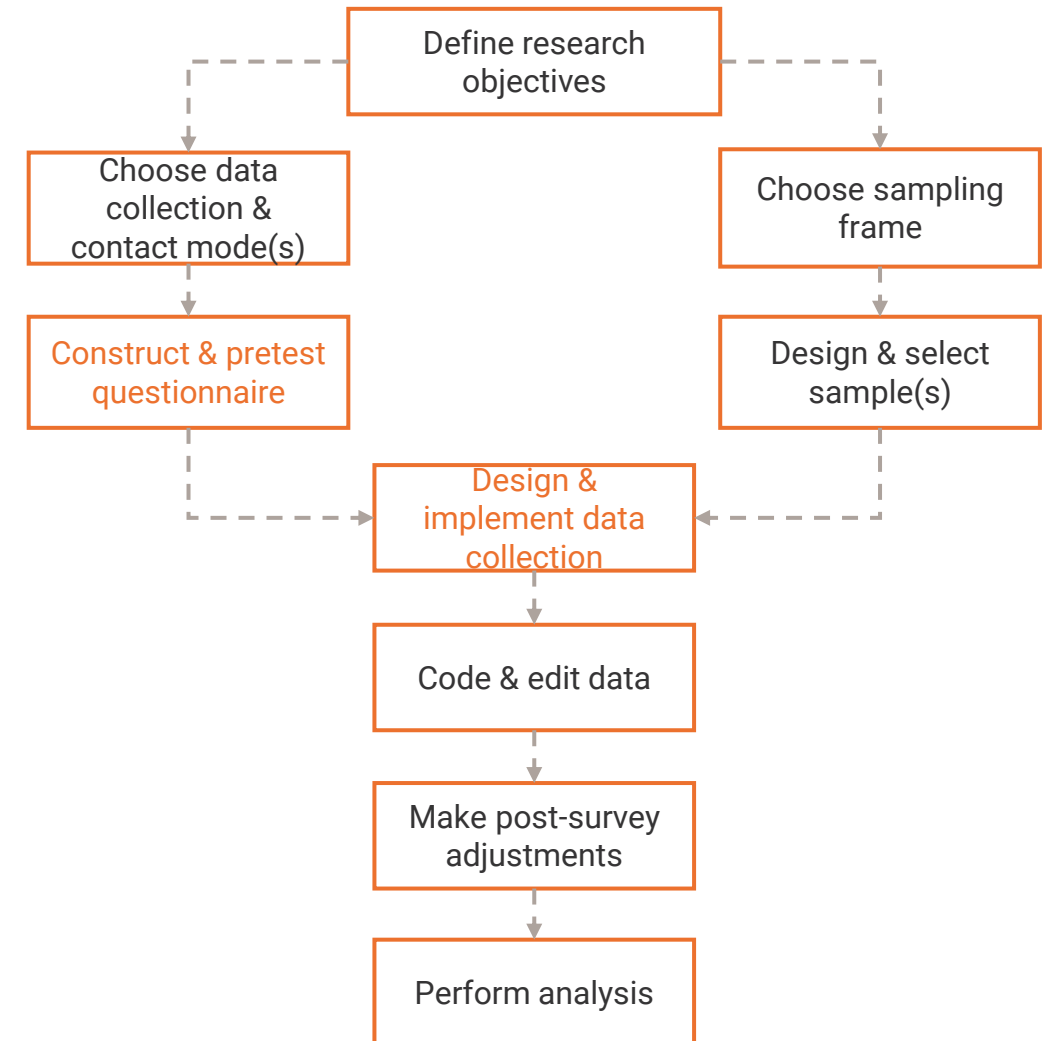 Define research
objectives
Choose data
collection &
contact mode(s)
Choose sampling
frame
Construct & pretest
questionnaire
Design & select
sample(s)
Design &
implement data
collection
Code & edit data
Make post-survey
adjustments
Perform analysis